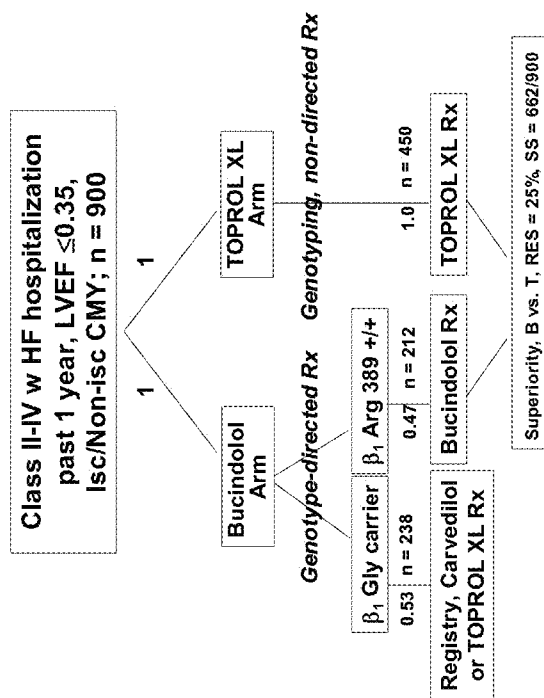 Class II-IV w HF hospitalization
past 1 year, LVEF ≤0.35,
Isc/Non-isc CMY; n = 900
1
1
Bucindolol
Arm
TOPROL XL
Arm
Genotype-directed Rx
Genotyping, non-directed Rx
β₁ Gly carrier
β₁ Arg 389 +/+
0.53 n = 238
0.47 n = 212
1.0 n = 450
Registry, Carvedilol
or TOPROL XL Rx
Bucindolol Rx
TOPROL XL Rx
Superiority, B vs. T, RES = 25%, SS = 662/900